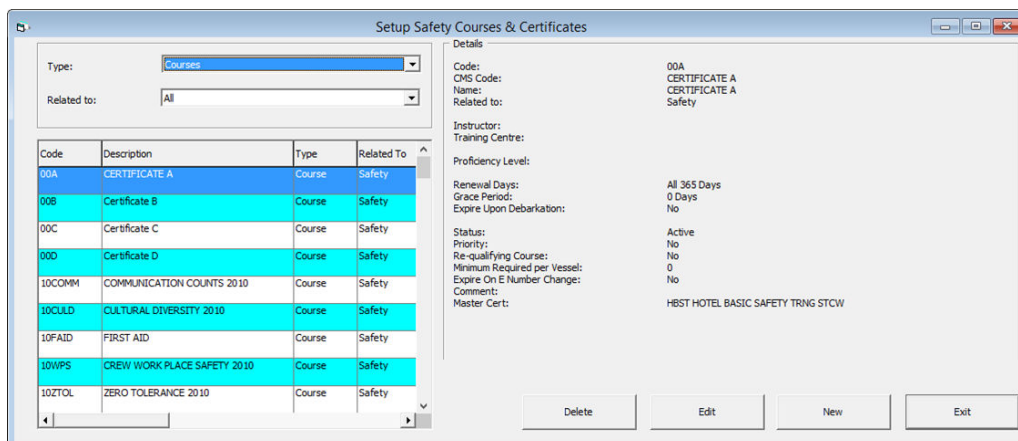 Setup Safety Courses & Certificates
Type: Courses
Related to: All
Code Description Type Related To
00A CERTIFICATE A Course Safety
00B Certificate B Course Safety
00C Certificate C Course Safety
00D Certificate D Course Safety
10COMM COMMUNICATION COUNTS 2010 Course Safety
10CULD CULTURAL DIVERSITY 2010 Course Safety
10FAID FIRST AID Course Safety
10WPS CREW WORK PLACE SAFETY 2010 Course Safety
10ZTOL ZERO TOLERANCE 2010 Course Safety
Details
Code: 00A
CMS Code: CERTIFICATE A
Name: CERTIFICATE A
Related to: Safety
Instructor:
Training Centre:
Proficiency Level:
Renewal Days: All 365 Days
Grace Period: 0 Days
Expire Upon Debarkation: No
Status: Active
Priority: No
Re-qualifying Course: No
Minimum Required per Vessel: 0
Expire On E Number Change: No
Comment:
Master Cert: HBST HOTEL BASIC SAFETY TRNG STCW
Delete Edit New Exit